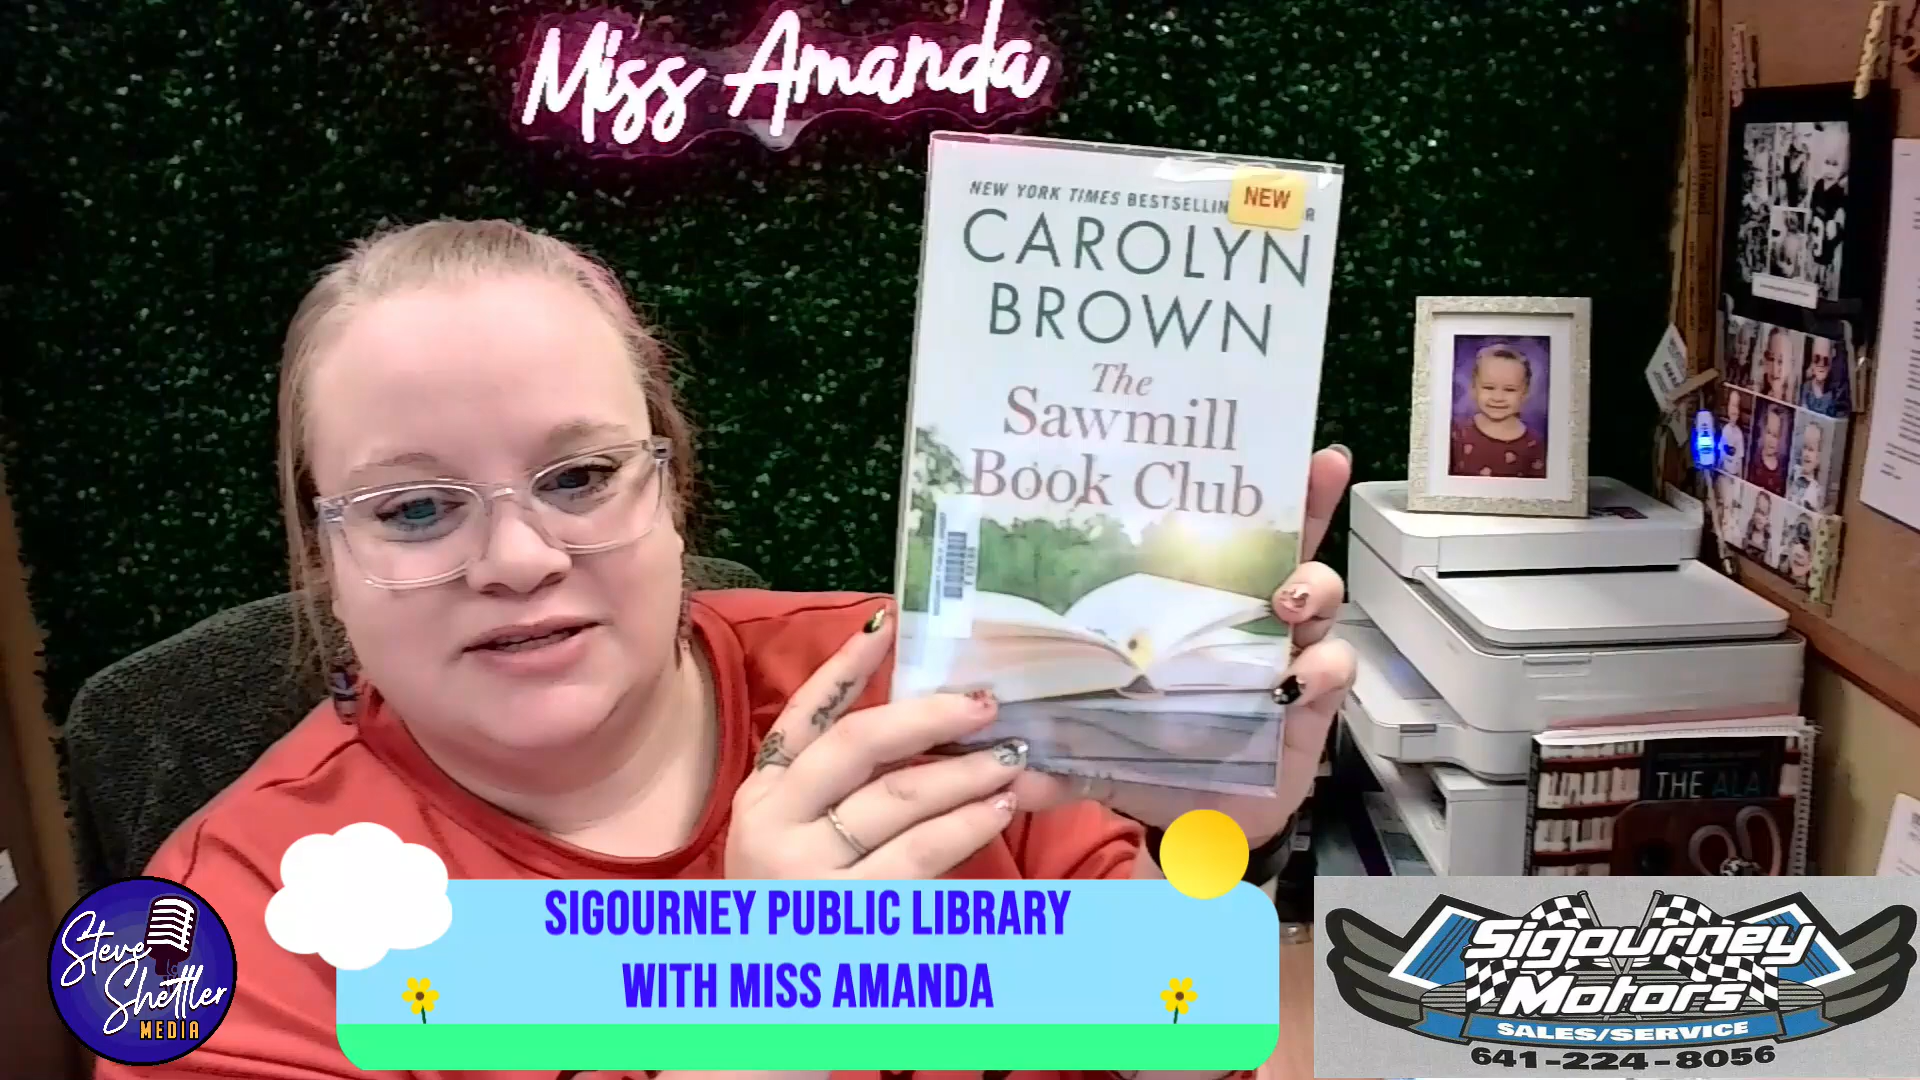 Miss Amanda
NEW YORK TIMES BESTSELLIN
NEW
CAROLYN
BROWN
The
Sawmill
Book Club
THE ALA
SIGOURNEY PUBLIC LIBRARY
WITH MISS AMANDA
Steve
Shettler
MEDIA
Sigourney
Motors
SALES/SERVICE
641-224-8056